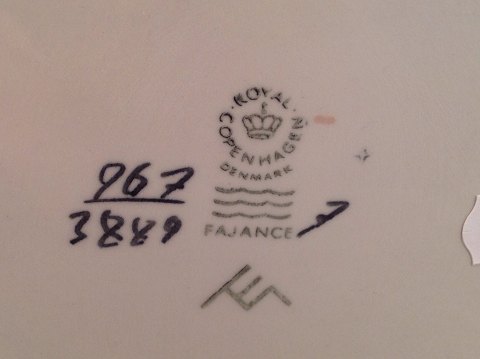 ROYAL COPENHAGEN
DENMARK
967
3889
FAJANCE